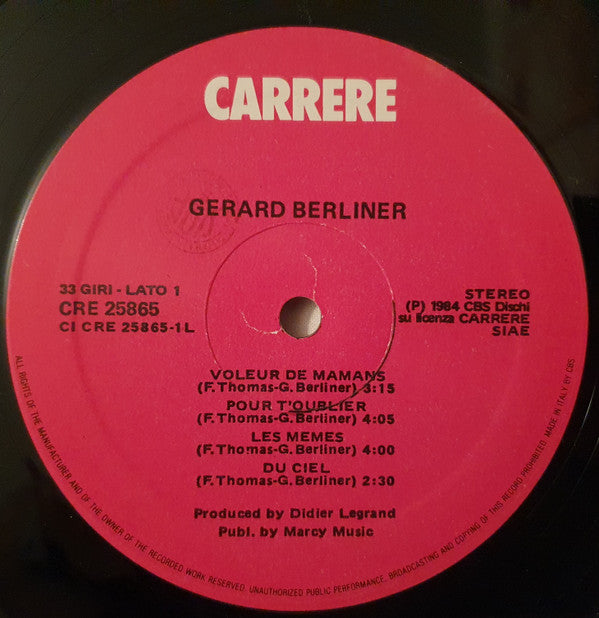 CARRERE
GERARD BERLINER
33 GIRI - LATO 1
CRE 25865
CI CRE 25865-1L
STEREO
(P) 1984 CBS Dischi
su licenza CARRERE
SIAE
VOLEUR DE MAMANS
(F. Thomas-G. Berliner) 3:15
POUR T'OUBLIER
(F. Thomas-G. Berliner) 4:05
LES MEMES
(F. Thomas-G. Berliner) 4:00
DU CIEL
(F. Thomas-G. Berliner) 2:30
Produced by Didier Legrand
Publ. by Marcy Music
ALL RIGHTS OF THE MANUFACTURER AND OF THE OWNER OF THE RECORDED WORK RESERVED. UNAUTHORIZED PUBLIC PERFORMANCE, BROADCASTING AND COPYING OF THIS RECORD PROHIBITED. MADE IN ITALY BY CBS